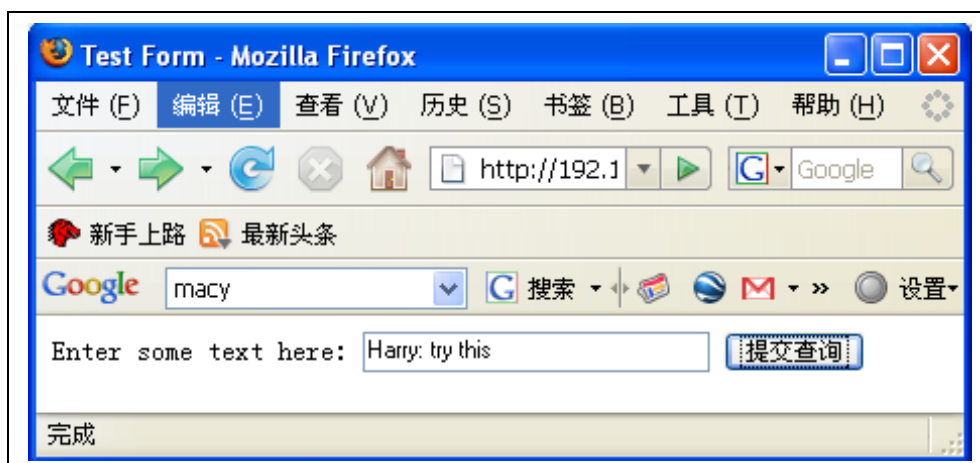 Test Form - Mozilla Firefox
文件 (F) 编辑 (E) 查看 (V) 历史 (S) 书签 (B) 工具 (T) 帮助 (H)
http://192.1 G Google
新手上路 最新头条
Google macy G 搜索 M » 设置
Enter some text here: Harry: try this 提交查询
完成